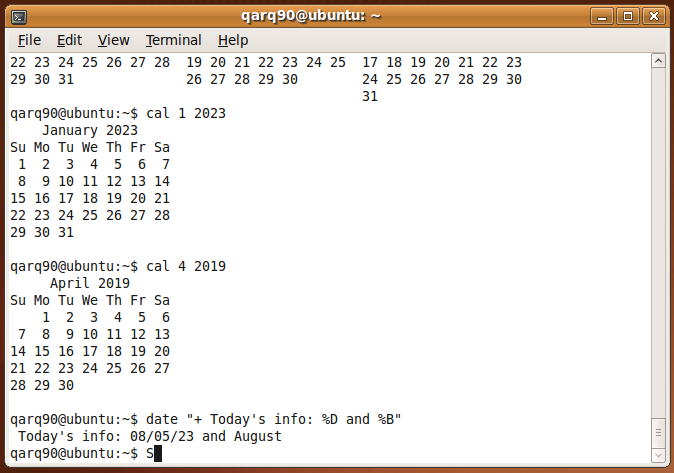 qarq90@ubuntu: ~
File Edit View Terminal Help
22 23 24 25 26 27 28  19 20 21 22 23 24 25  17 18 19 20 21 22 23
29 30 31              26 27 28 29 30        24 25 26 27 28 29 30
                                            31
qarq90@ubuntu:~$ cal 1 2023
    January 2023
Su Mo Tu We Th Fr Sa
 1  2  3  4  5  6  7
 8  9 10 11 12 13 14
15 16 17 18 19 20 21
22 23 24 25 26 27 28
29 30 31
qarq90@ubuntu:~$ cal 4 2019
     April 2019
Su Mo Tu We Th Fr Sa
    1  2  3  4  5  6
 7  8  9 10 11 12 13
14 15 16 17 18 19 20
21 22 23 24 25 26 27
28 29 30
qarq90@ubuntu:~$ date "+ Today's info: %D and %B"
 Today's info: 08/05/23 and August
qarq90@ubuntu:~$ S